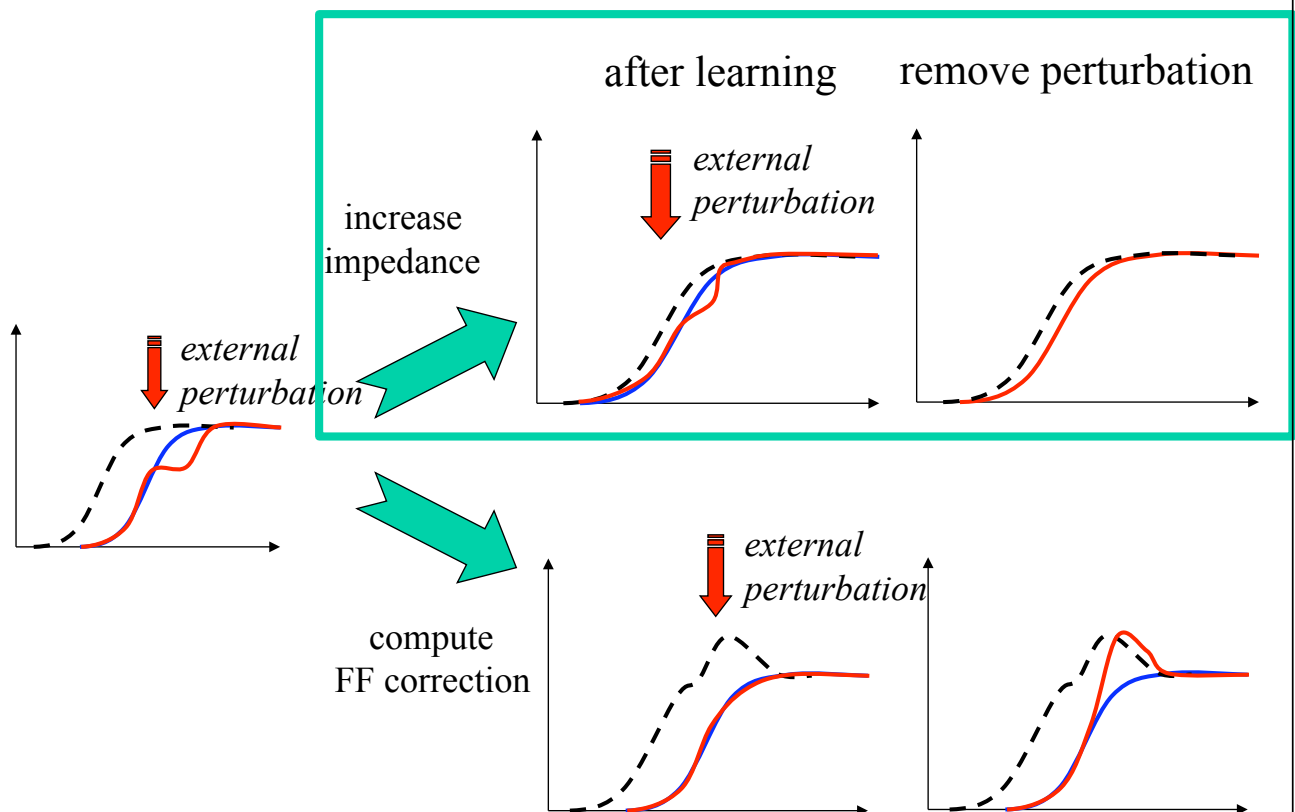 after learning
remove perturbation
external
perturbation
increase
impedance
external
perturbation
external
perturbation
compute
FF correction